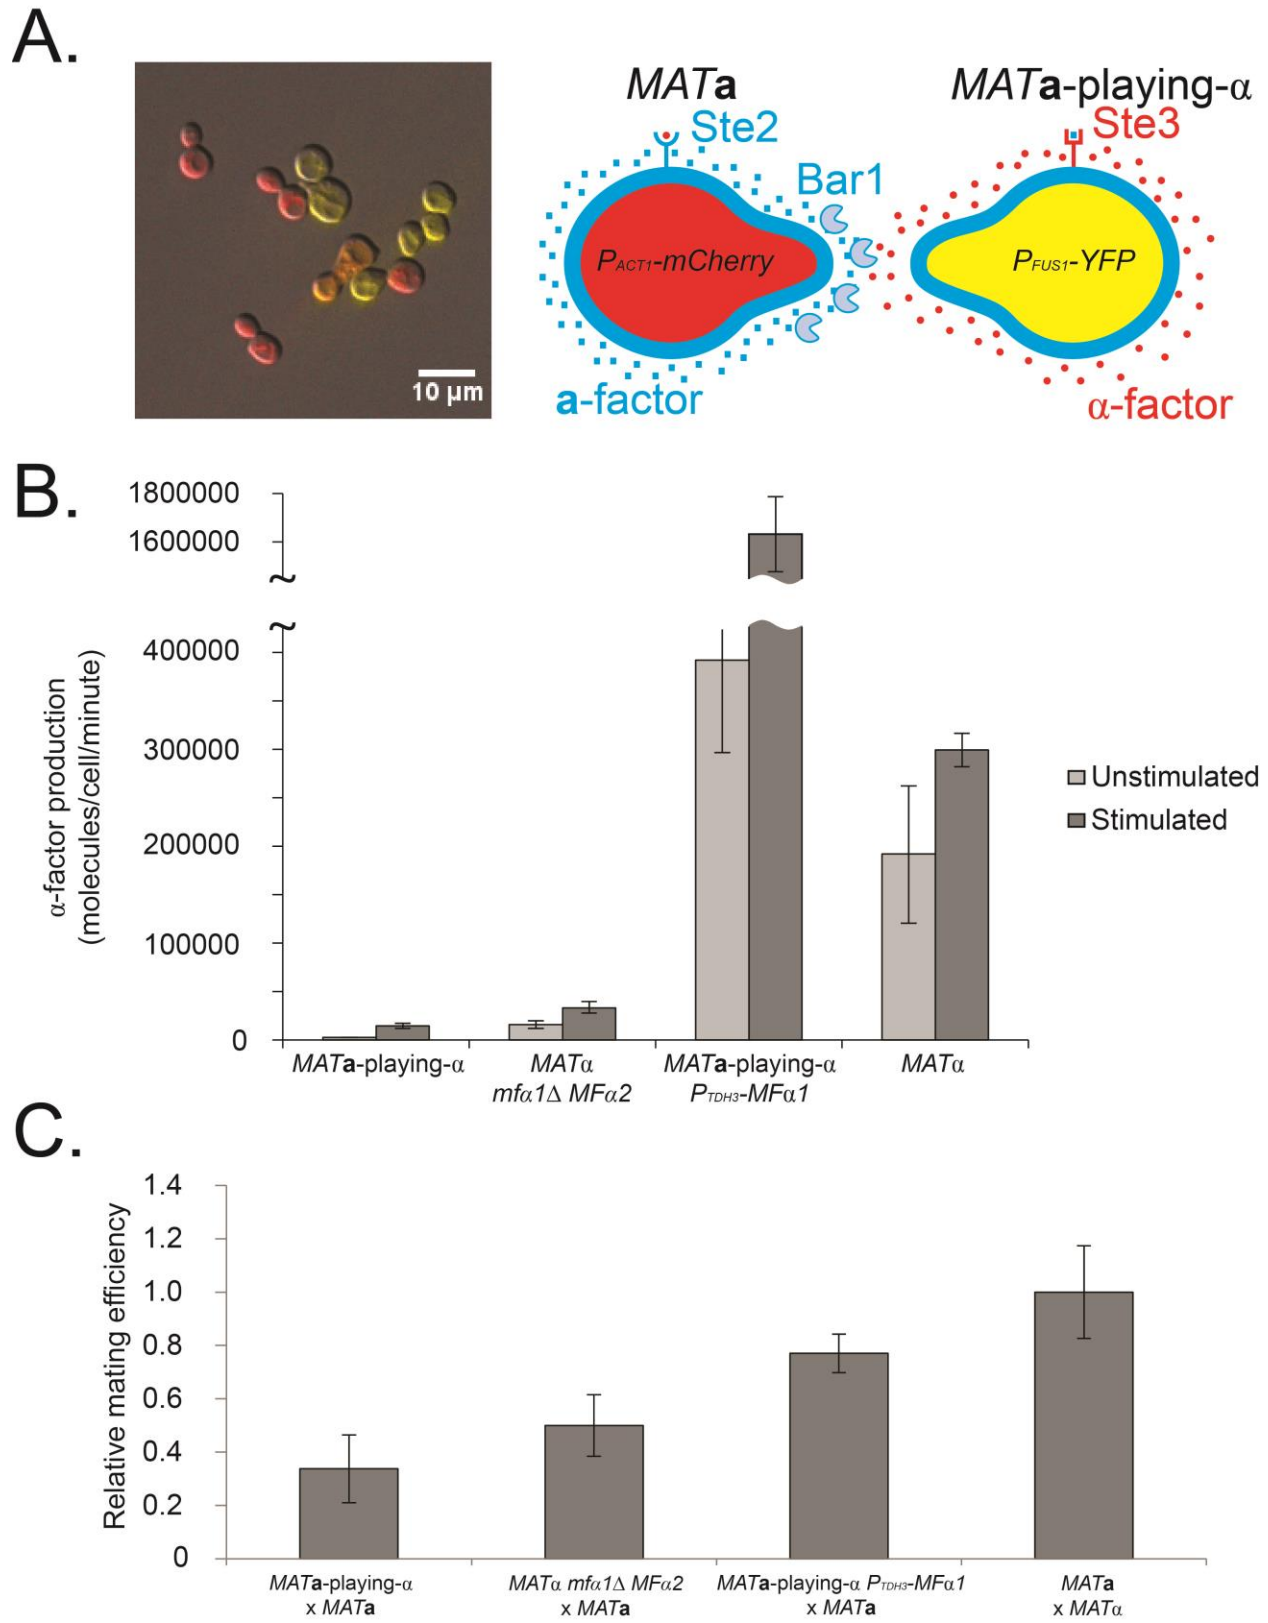 A.
10 µm
MATa
MATa-playing-α
Ste2
Ste3
Bar1
PACT1-mCherry
PFUS1-YFP
a-factor
α-factor
B.
1800000
1600000
400000
300000
200000
100000
0
α-factor production
(molecules/cell/minute)
Unstimulated
Stimulated
MATa-playing-α
MATα
mfα1Δ MFα2
MATa-playing-α
PTDH3-MFα1
MATα
C.
1.4
1.2
1.0
0.8
0.6
0.4
0.2
0
Relative mating efficiency
MATa-playing-α
x MATa
MATα mfα1Δ MFα2
x MATa
MATa-playing-α PTDH3-MFα1
x MATa
MATa
x MATα